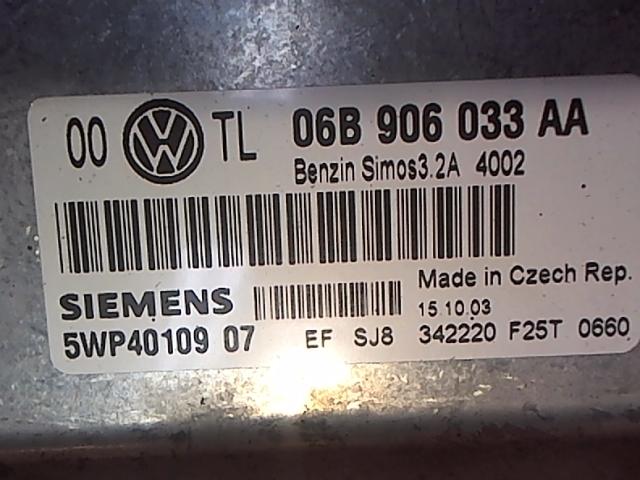 00 VW TL 06B 906 033 AA
Benzin Simos3.2A 4002
Made in Czech Rep.
SIEMENS 15.10.03
5WP40109 07 EF SJ8 342220 F25T 0660